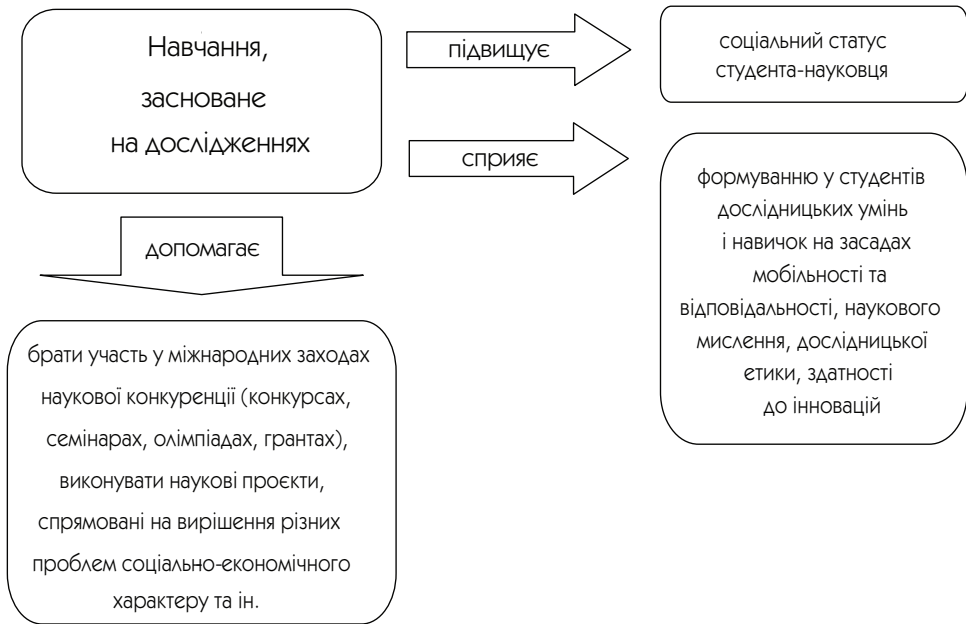 Навчання,
засноване
на дослідженнях
підвищує
соціальний статус
студента-науковця
сприяє
формуванню у студентів
дослідницьких умінь
і навичок на засадах
мобільності та
відповідальності, наукового
мислення, дослідницької
етики, здатності
до інновацій
допомагає
брати участь у міжнародних заходах
наукової конкуренції (конкурсах,
семінарах, олімпіадах, грантах),
виконувати наукові проєкти,
спрямовані на вирішення різних
проблем соціально-економічного
характеру та ін.